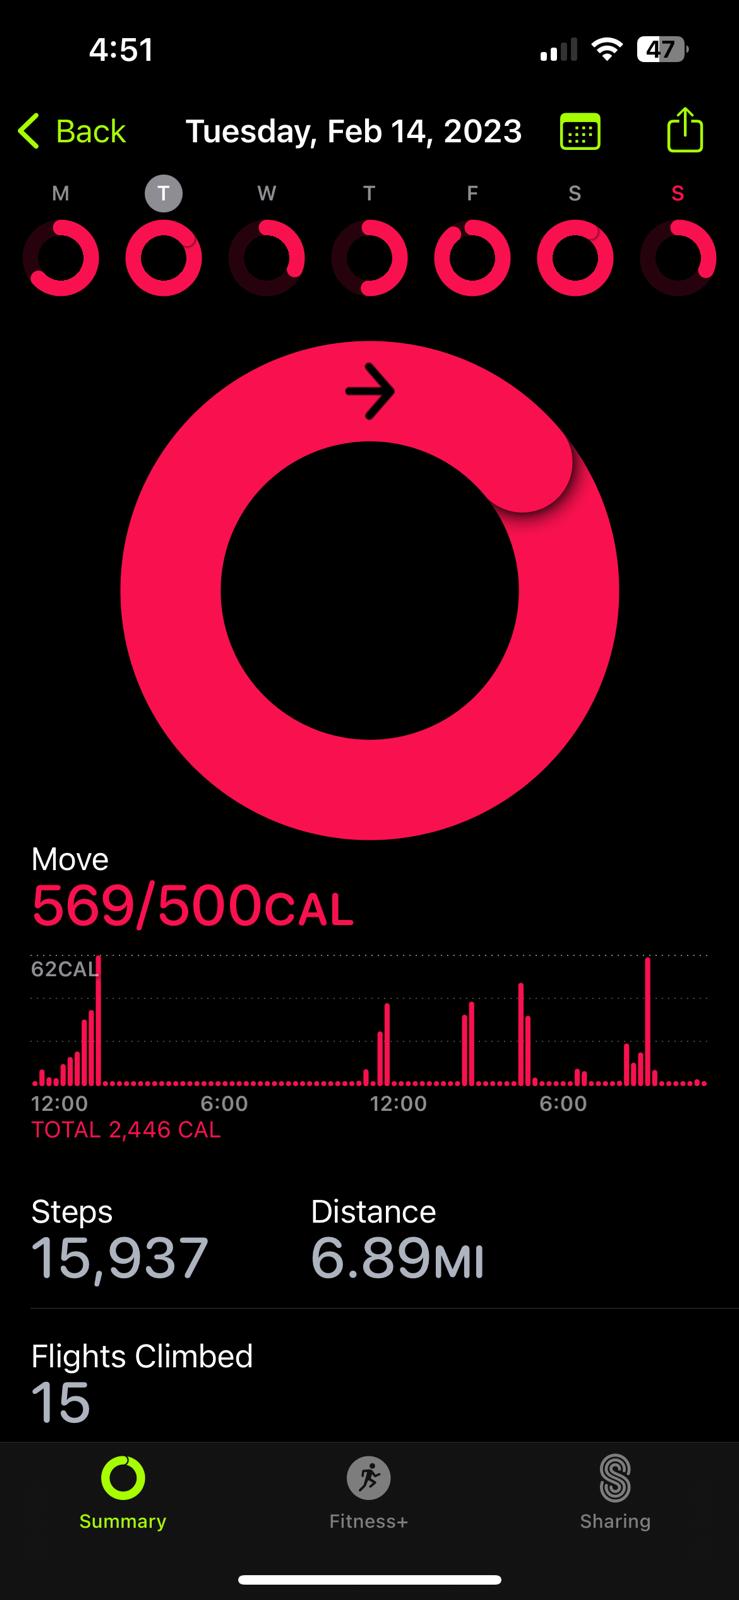 4:51
47
Back
Tuesday, Feb 14, 2023
M T W T F S S
Move
569/500CAL
62CAL
12:00 6:00 12:00 6:00
TOTAL 2,446 CAL
Steps Distance
15,937 6.89MI
Flights Climbed
15
Summary Fitness+ Sharing